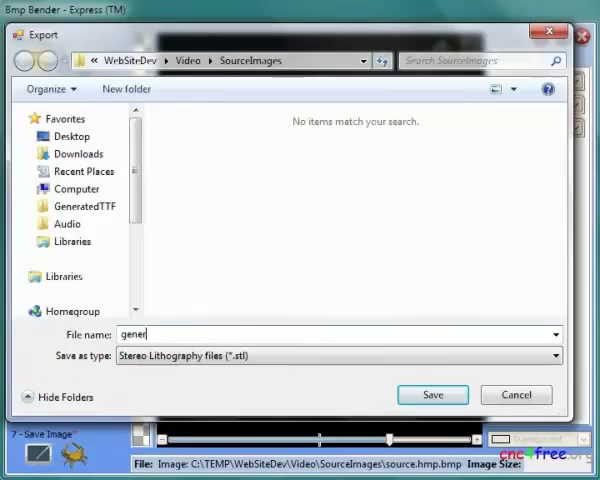 Bmp Bender - Express (TM)
Export
« WebSiteDev Video SourceImages Search SourceImages
Organize New folder
Favorites
Desktop
Downloads
Recent Places
Computer
GeneratedTTF
Audio
Libraries
Libraries
Homegroup
No items match your search.
File name: gener
Save as type: Stereo Lithography files (*.stl)
Hide Folders Save Cancel
7 - Save Image*
Transparent
cnc4free.org
File: Image: C:\TEMP\WebSiteDev\Video\SourceImages\source.hmp.bmp Image Size: